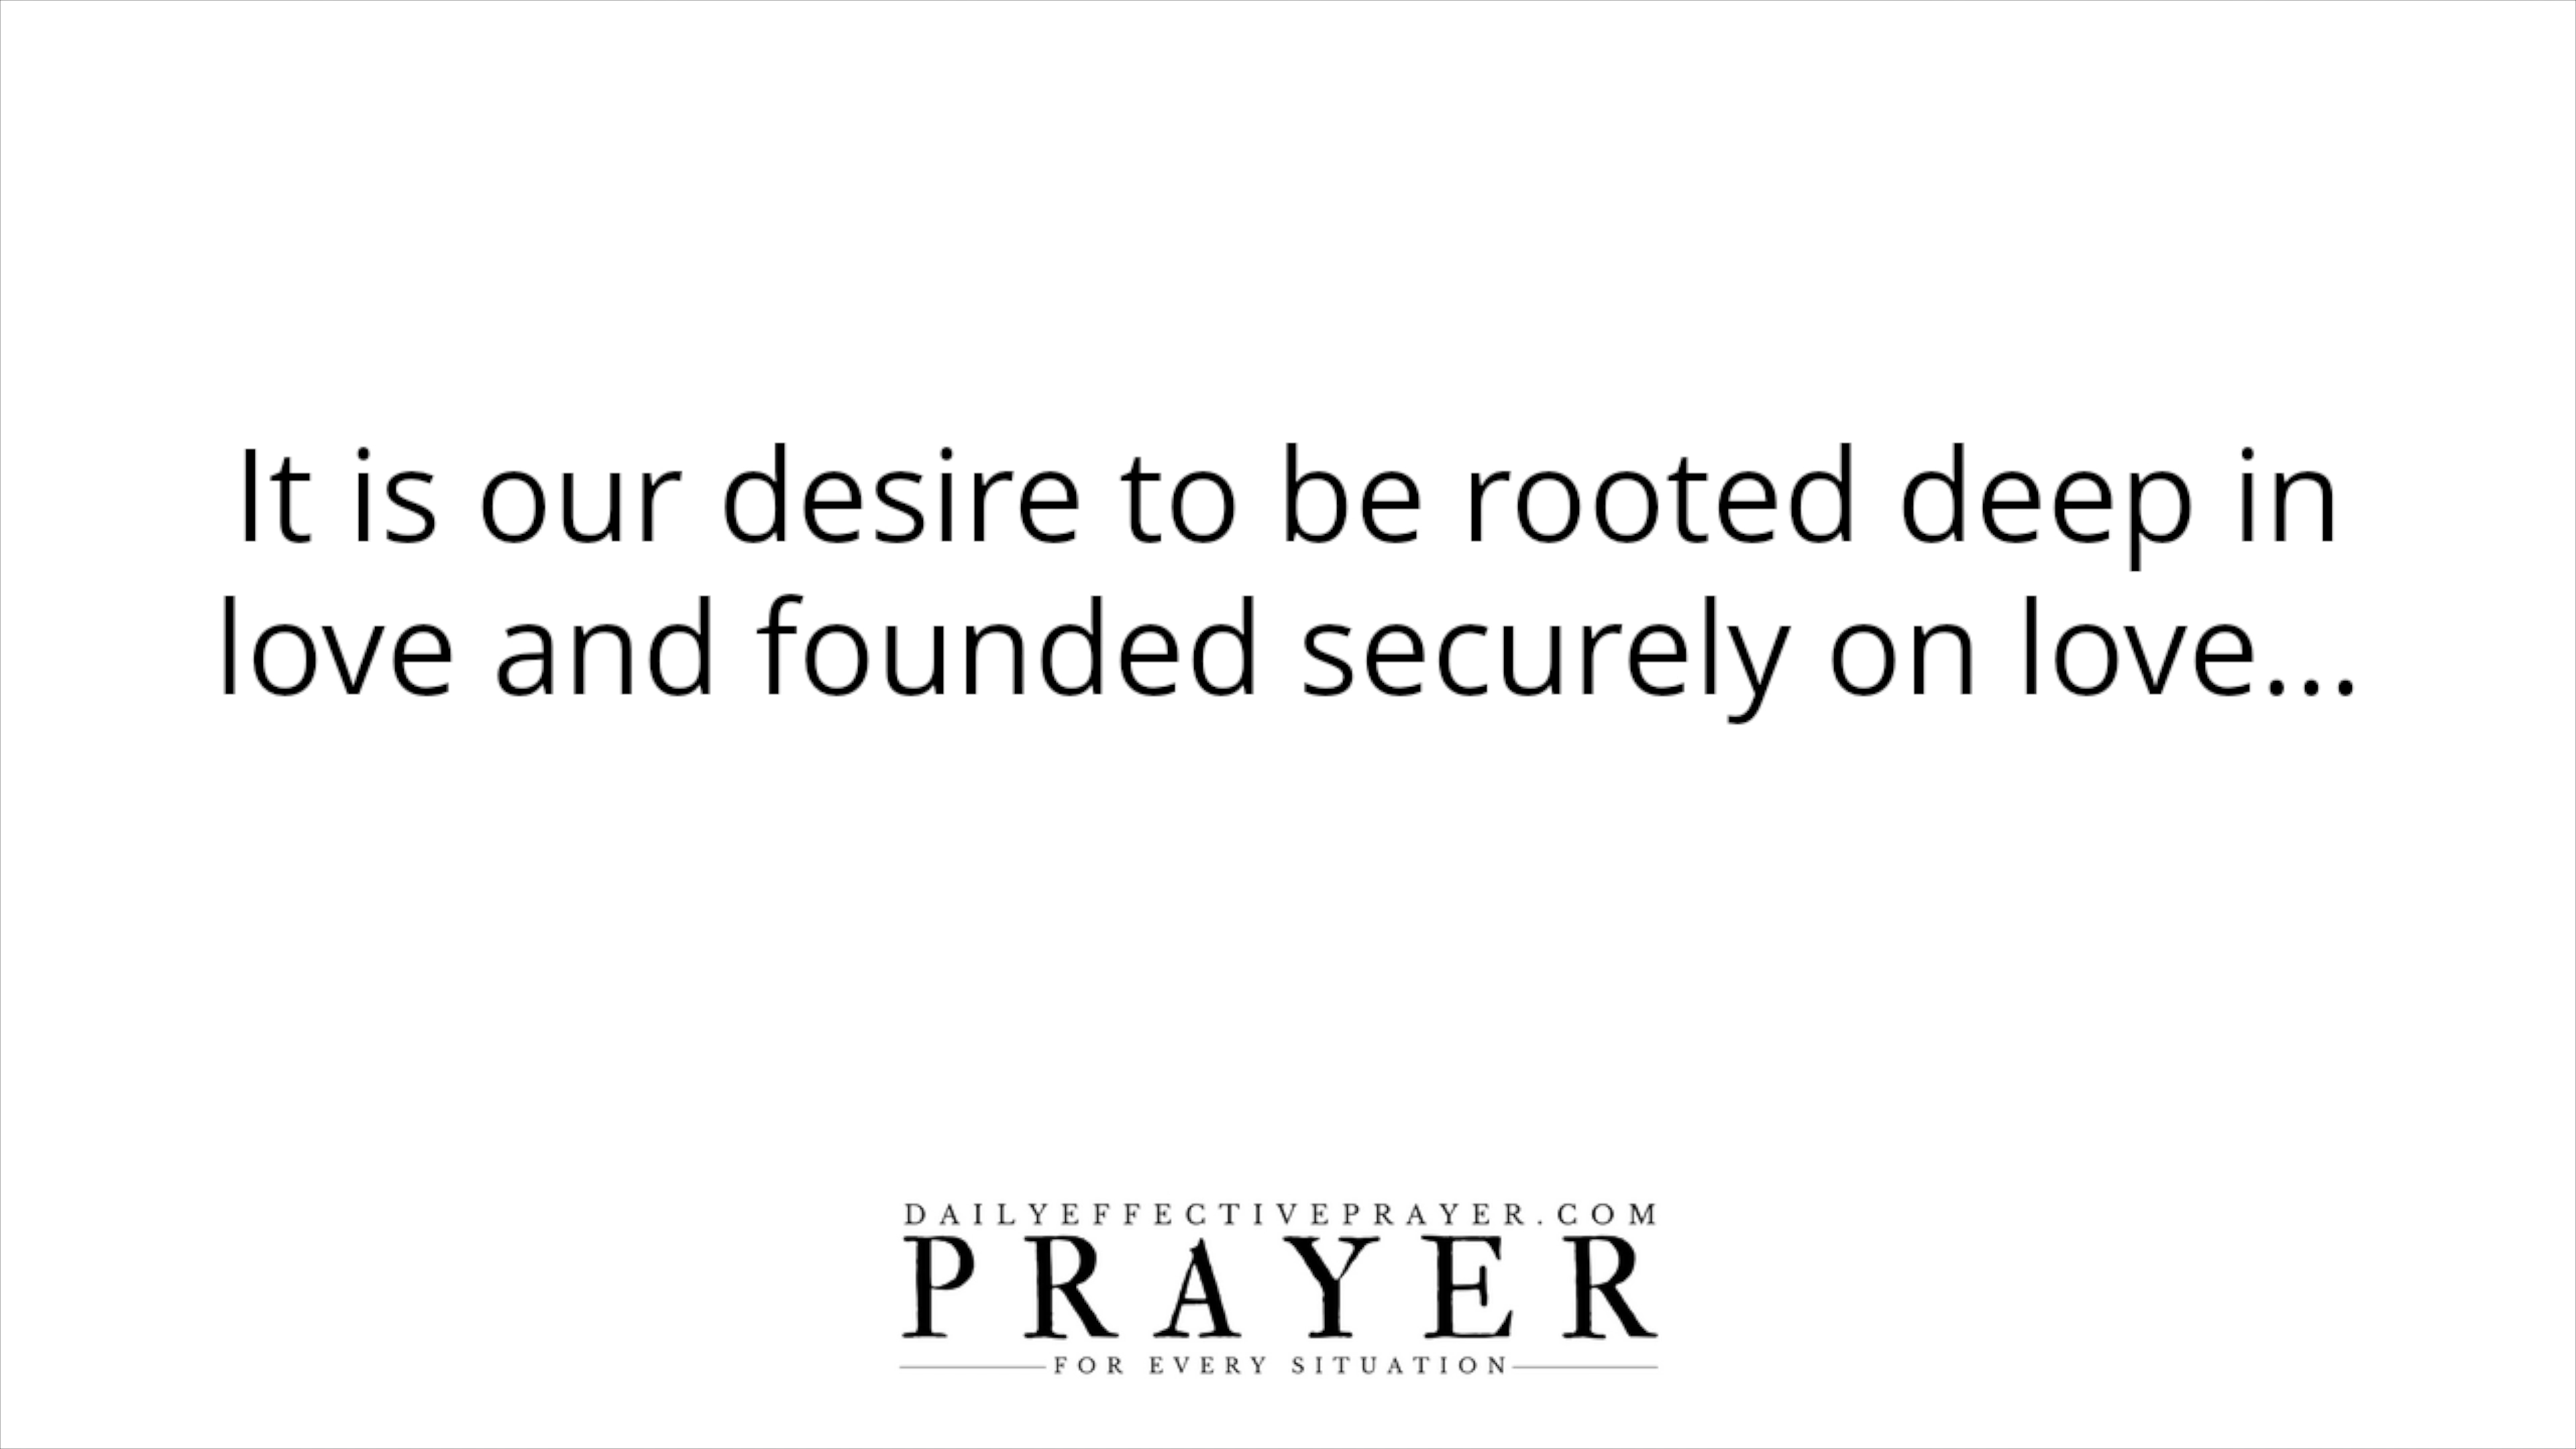 It is our desire to be rooted deep in
love and founded securely on love...
DAILYEFFECTIVEPRAYER.COM
PRAYER
FOR EVERY SITUATION